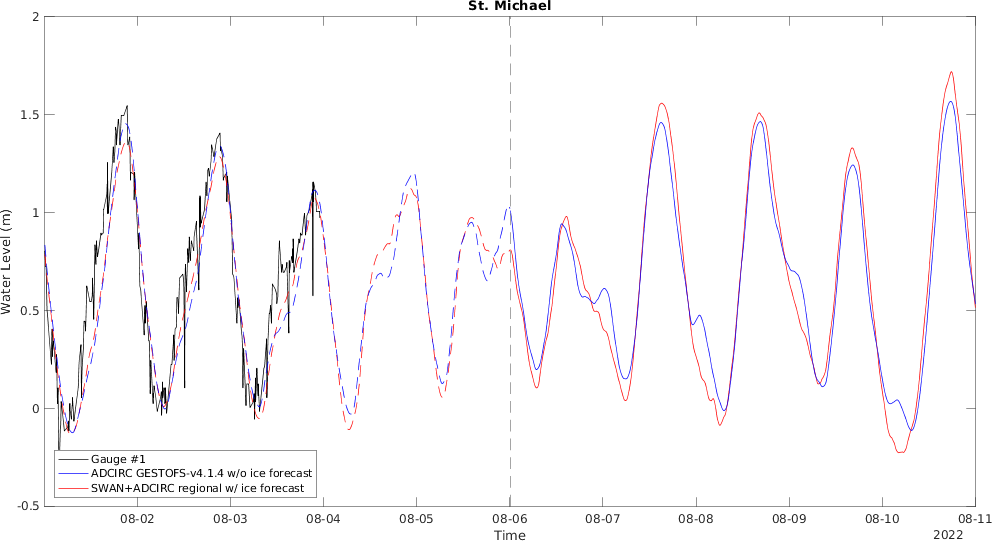 St. Michael
Water Level (m)
2
1.5
1
0.5
0
-0.5
Gauge #1
ADCIRC GESTOFS-v4.1.4 w/o ice forecast
SWAN+ADCIRC regional w/ ice forecast
08-02 08-03 08-04 08-05 08-06 08-07 08-08 08-09 08-10 08-11
Time
2022